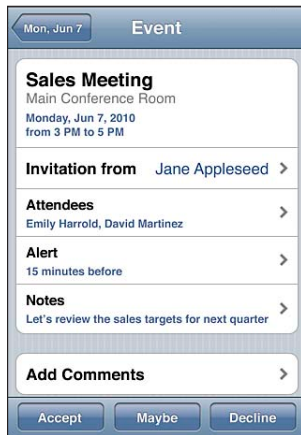 Mon, Jun 7
Event
Sales Meeting
Main Conference Room
Monday, Jun 7, 2010
from 3 PM to 5 PM
Invitation from Jane Appleseed
Attendees
Emily Harrold, David Martinez
Alert
15 minutes before
Notes
Let's review the sales targets for next quarter
Add Comments
Accept
Maybe
Decline